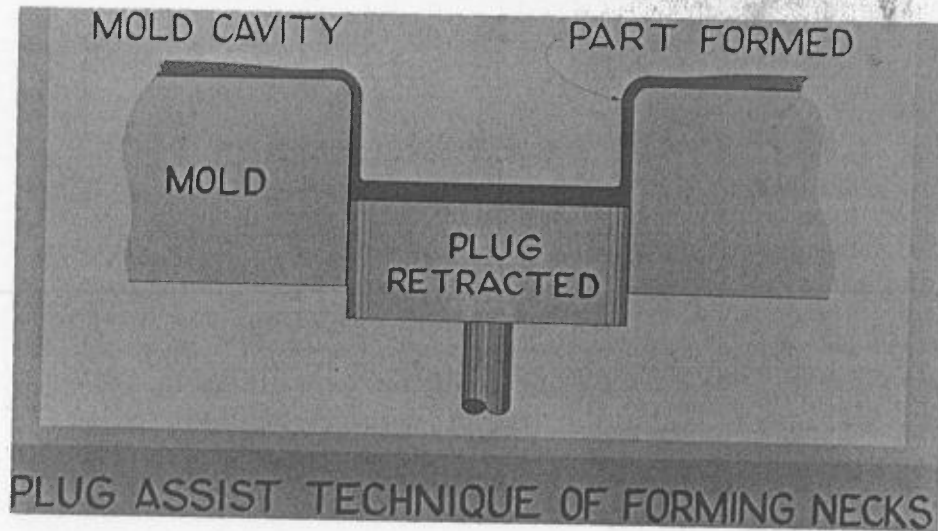 MOLD CAVITY
PART FORMED
MOLD
PLUG
RETRACTED
PLUG ASSIST TECHNIQUE OF FORMING NECKS